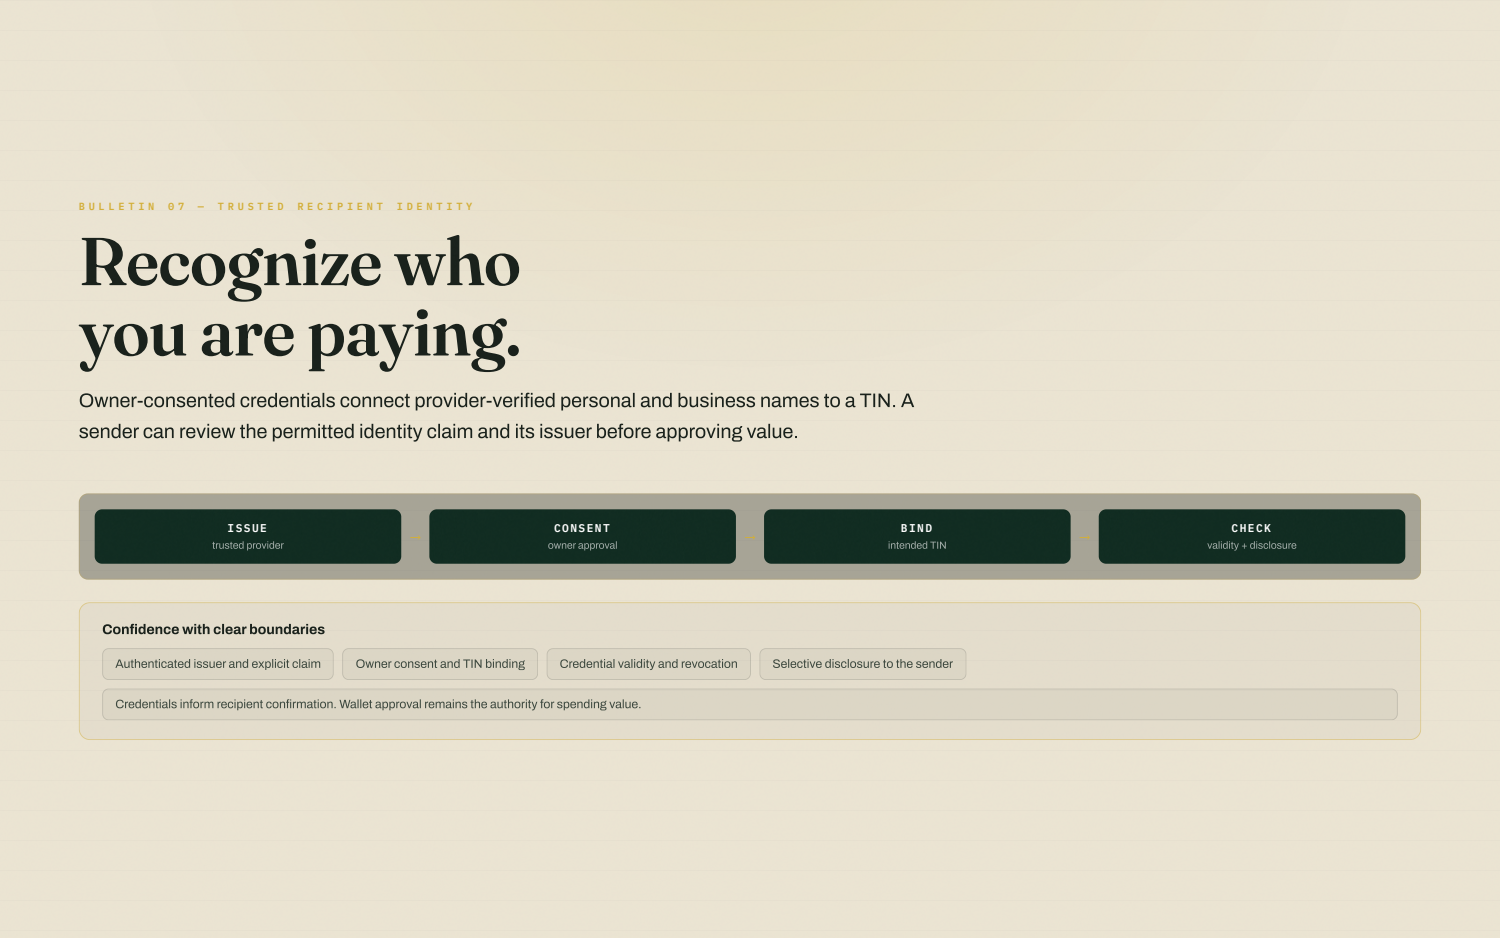 BULLETIN 07 — TRUSTED RECIPIENT IDENTITY
Recognize who
you are paying.
Owner-consented credentials connect provider-verified personal and business names to a TIN. A
sender can review the permitted identity claim and its issuer before approving value.
ISSUE
trusted provider
→
CONSENT
owner approval
→
BIND
intended TIN
→
CHECK
validity + disclosure
Confidence with clear boundaries
Authenticated issuer and explicit claim
Owner consent and TIN binding
Credential validity and revocation
Selective disclosure to the sender
Credentials inform recipient confirmation. Wallet approval remains the authority for spending value.